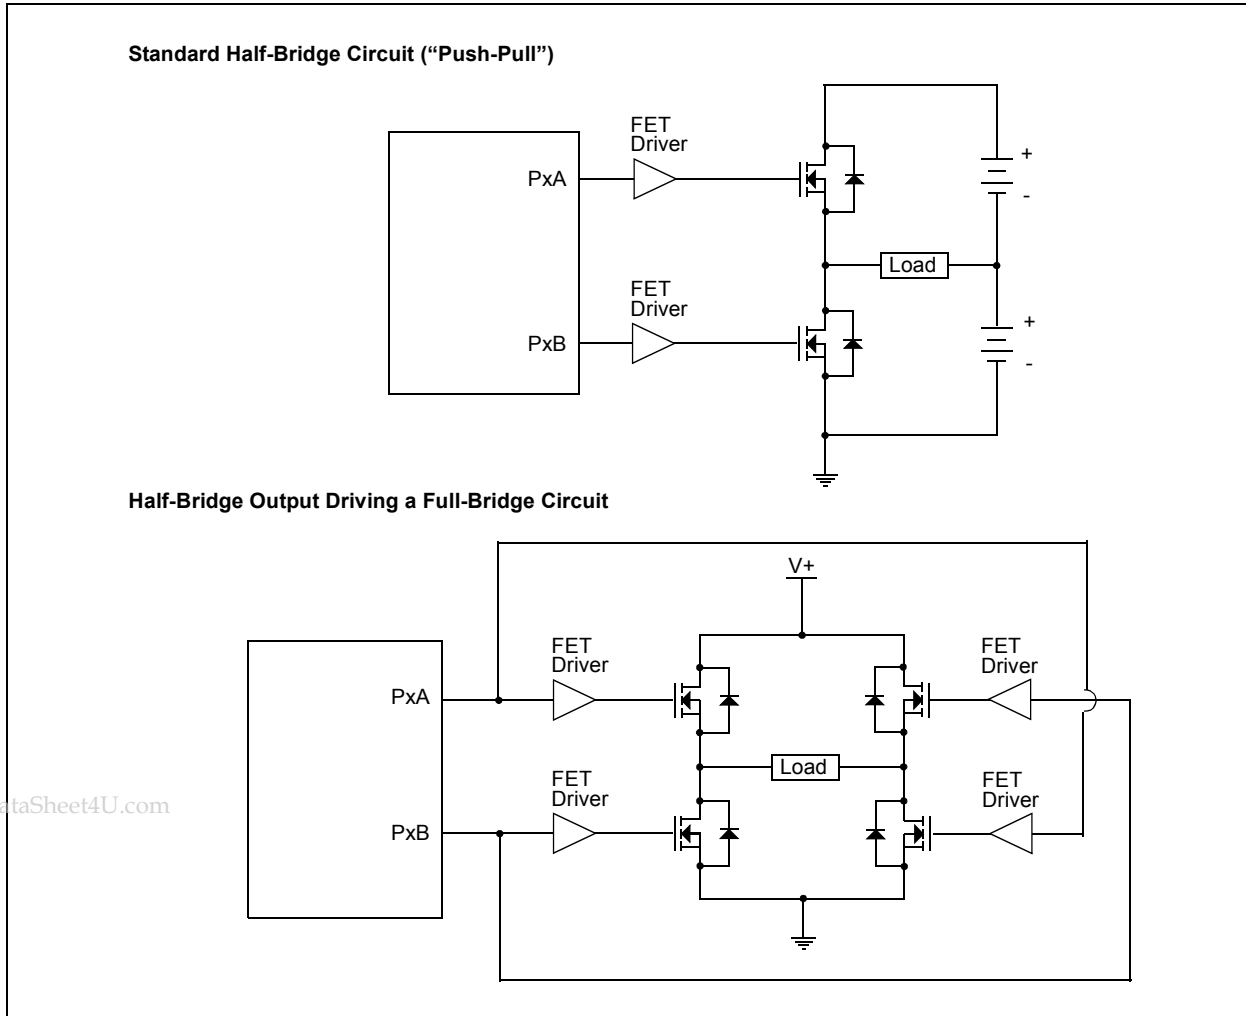 Standard Half-Bridge Circuit (“Push-Pull”)
FET
Driver
PxA
+
-
Load
FET
Driver
PxB
+
-
Half-Bridge Output Driving a Full-Bridge Circuit
V+
FET
Driver
FET
Driver
PxA
Load
FET
Driver
FET
Driver
PxB
ataSheet4U.com